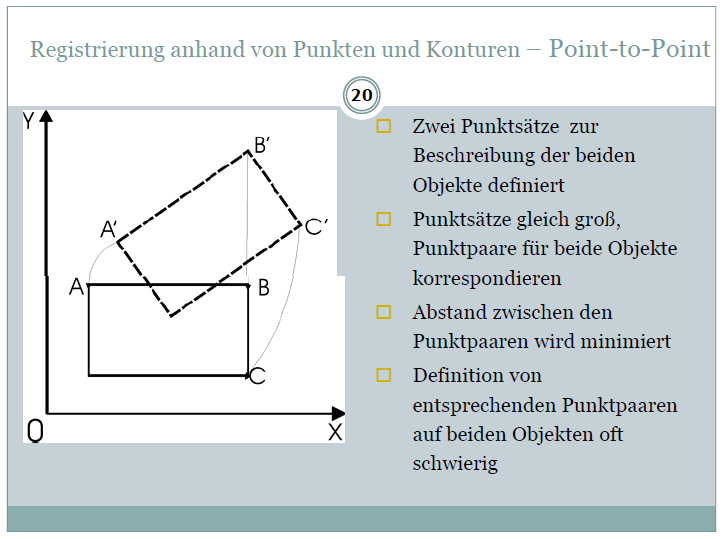 Registrierung anhand von Punkten und Konturen – Point-to-Point
20
Y
B'
A'
C'
A
B
C
O
X
Zwei Punktsätze zur
Beschreibung der beiden
Objekte definiert
Punktsätze gleich groß,
Punktpaare für beide Objekte
korrespondieren
Abstand zwischen den
Punktpaaren wird minimiert
Definition von
entsprechenden Punktpaaren
auf beiden Objekten oft
schwierig